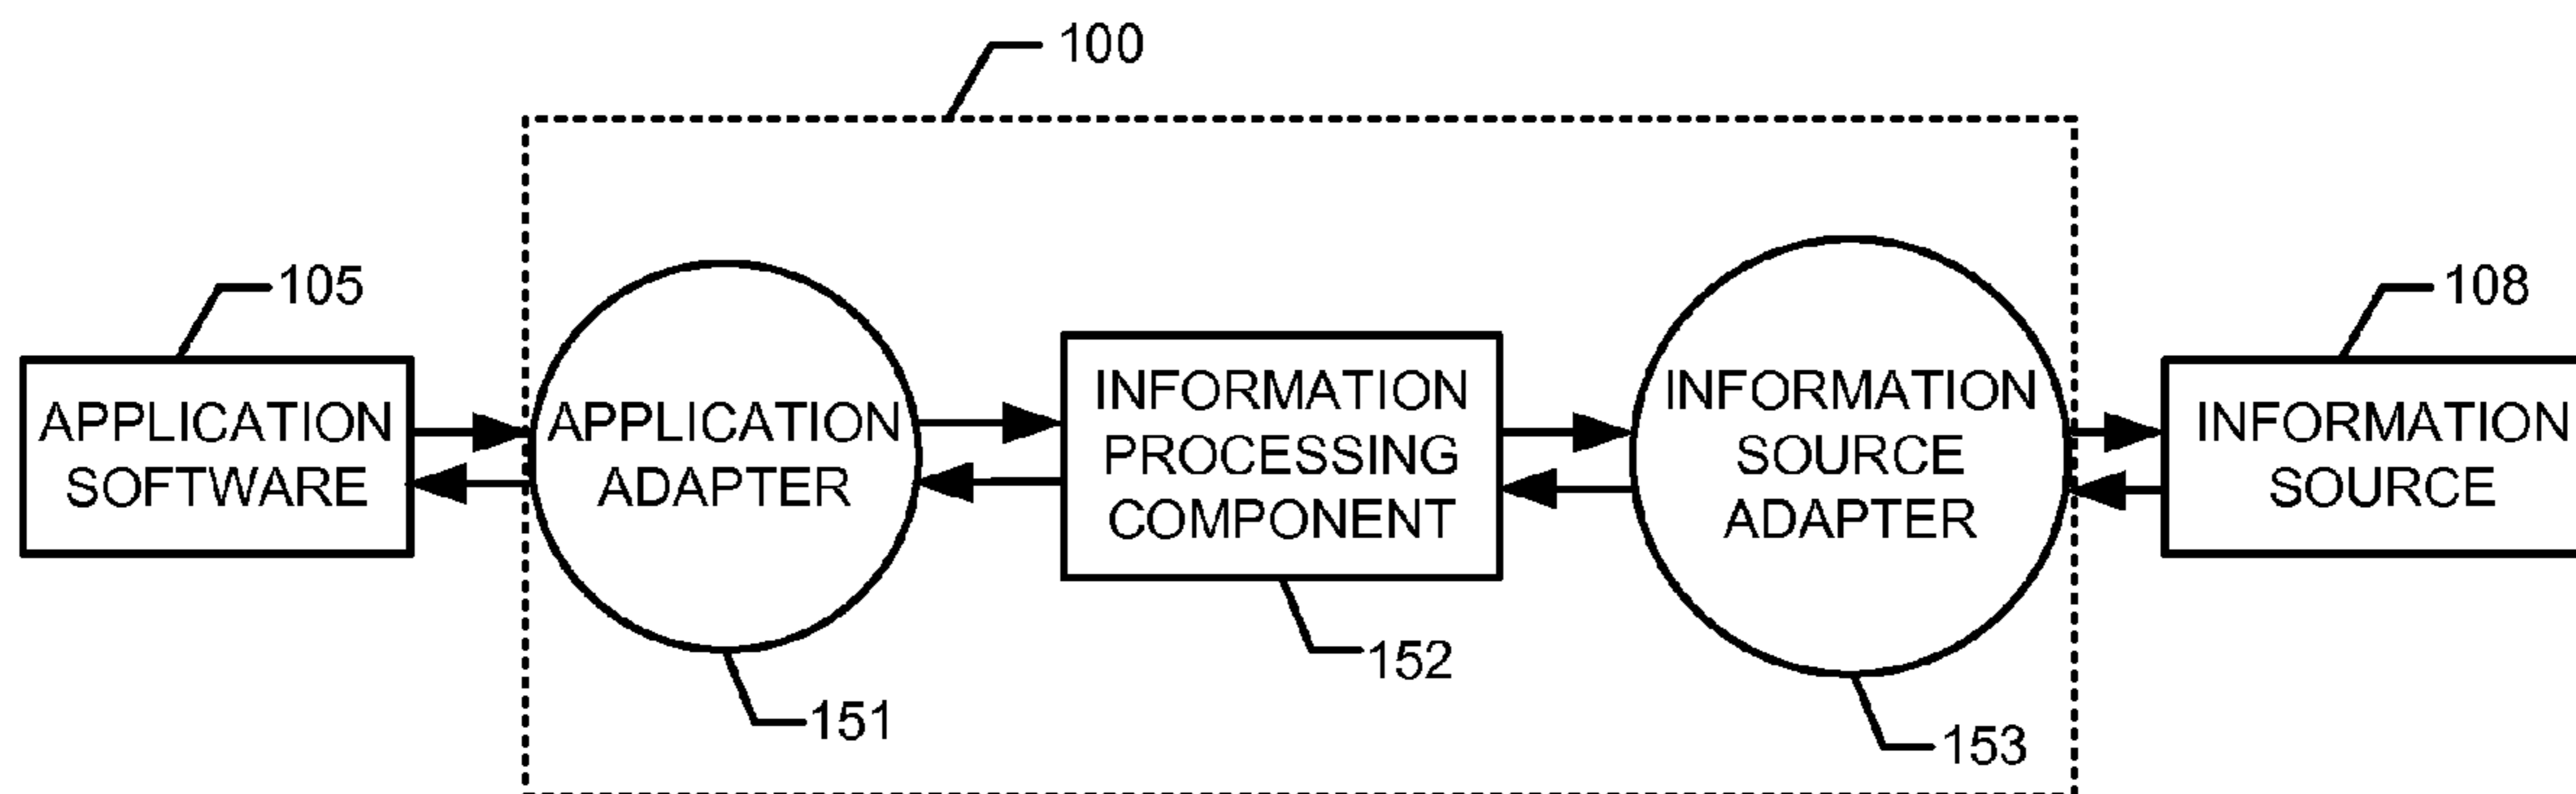 100
105
108
APPLICATION
SOFTWARE
APPLICATION
ADAPTER
INFORMATION
PROCESSING
COMPONENT
INFORMATION
SOURCE
ADAPTER
INFORMATION
SOURCE
151
152
153